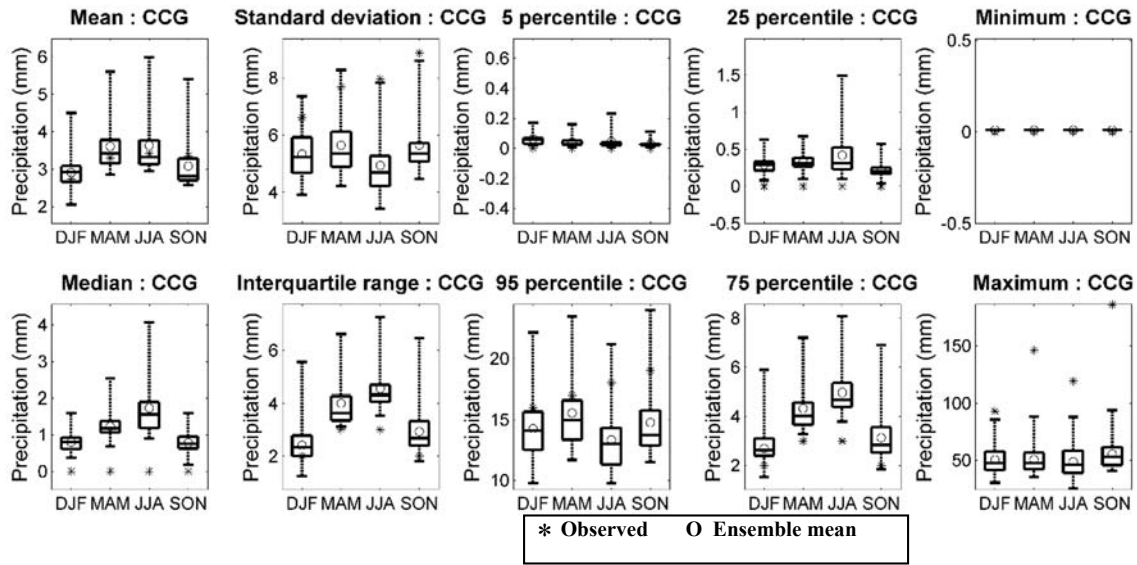 Mean : CCG
Standard deviation : CCG
5 percentile : CCG
25 percentile : CCG
Minimum : CCG
Precipitation (mm)
6
5
4
3
2
DJF MAM JJA SON
Precipitation (mm)
8
6
4
DJF MAM JJA SON
Precipitation (mm)
0.4
0.2
0
-0.2
-0.4
DJF MAM JJA SON
Precipitation (mm)
1.5
1
0.5
0
-0.5
DJF MAM JJA SON
Precipitation (mm)
0.5
0
-0.5
DJF MAM JJA SON
Median : CCG
Interquartile range : CCG
95 percentile : CCG
75 percentile : CCG
Maximum : CCG
Precipitation (mm)
4
3
2
1
0
DJF MAM JJA SON
Precipitation (mm)
6
4
2
DJF MAM JJA SON
Precipitation (mm)
20
15
10
DJF MAM JJA SON
Precipitation (mm)
8
6
4
2
DJF MAM JJA SON
Precipitation (mm)
150
100
50
DJF MAM JJA SON
* Observed O Ensemble mean